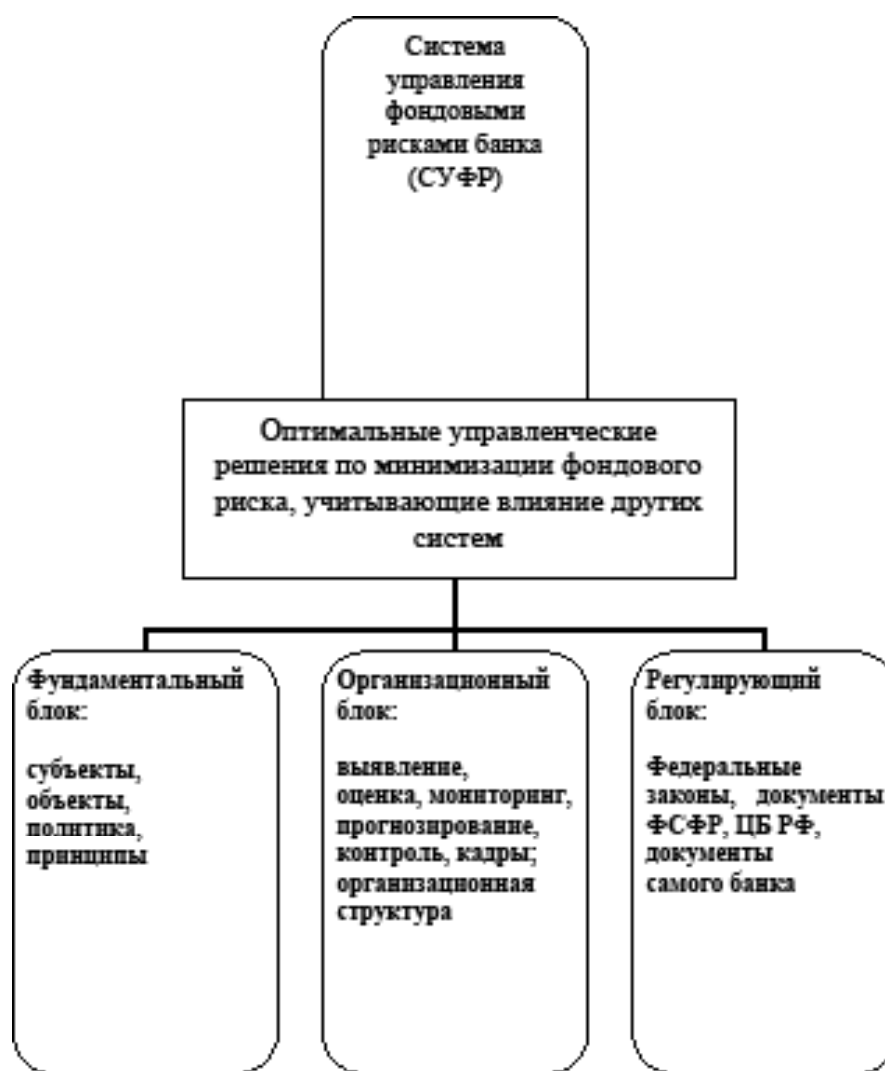 Система
управления
фондовыми
рисками банка
(СУФР)
Оптимальные управленческие
решения по минимизации фондового
риска, учитывающие влияние других
систем
Фундаментальный
блок:
субъекты,
объекты,
политика,
принципы
Организационный
блок:
выявление,
оценка, мониторинг,
прогнозирование,
контроль, кадры;
организационная
структура
Регулирующий
блок:
Федеральные
законы, документы
ФСФР, ЦБ РФ,
документы
самого банка